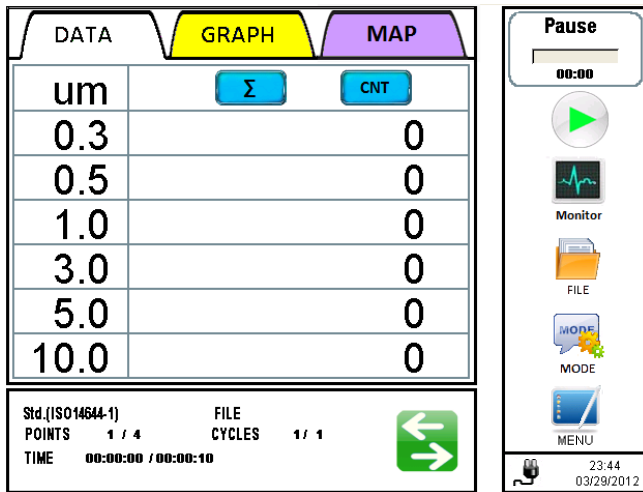 DATA GRAPH MAP
um Σ CNT
0.3 0
0.5 0
1.0 0
3.0 0
5.0 0
10.0 0
Std.(ISO14644-1) FILE
POINTS 1 / 4 CYCLES 1/ 1
TIME 00:00:00 / 00:00:10
Pause
00:00
Monitor
FILE
MODE
MODE
MENU
23:44
03/29/2012